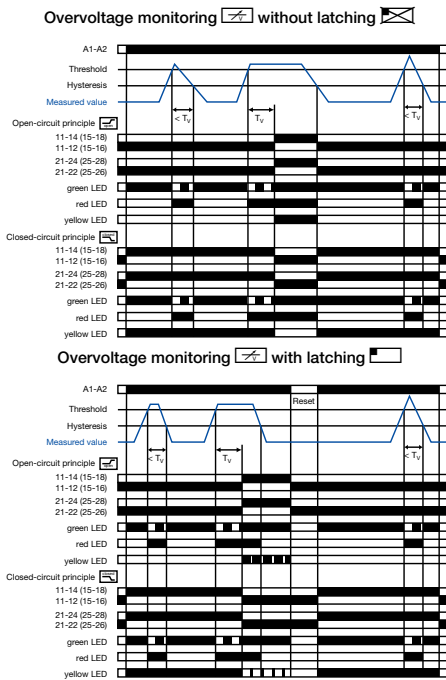 Overvoltage monitoring V without latching
A1-A2
Threshold
Hysteresis
Measured value
< Tv
Tv
< Tv
Open-circuit principle open
11-14 (15-18)
11-12 (15-16)
21-24 (25-28)
21-22 (25-26)
green LED
red LED
yellow LED
Closed-circuit principle closed
11-14 (15-18)
11-12 (15-16)
21-24 (25-28)
21-22 (25-26)
green LED
red LED
yellow LED
Overvoltage monitoring V with latching
A1-A2
Reset
Threshold
Hysteresis
Measured value
< Tv
Tv
< Tv
Open-circuit principle open
11-14 (15-18)
11-12 (15-16)
21-24 (25-28)
21-22 (25-26)
green LED
red LED
yellow LED
Closed-circuit principle closed
11-14 (15-18)
11-12 (15-16)
21-24 (25-28)
21-22 (25-26)
green LED
red LED
yellow LED